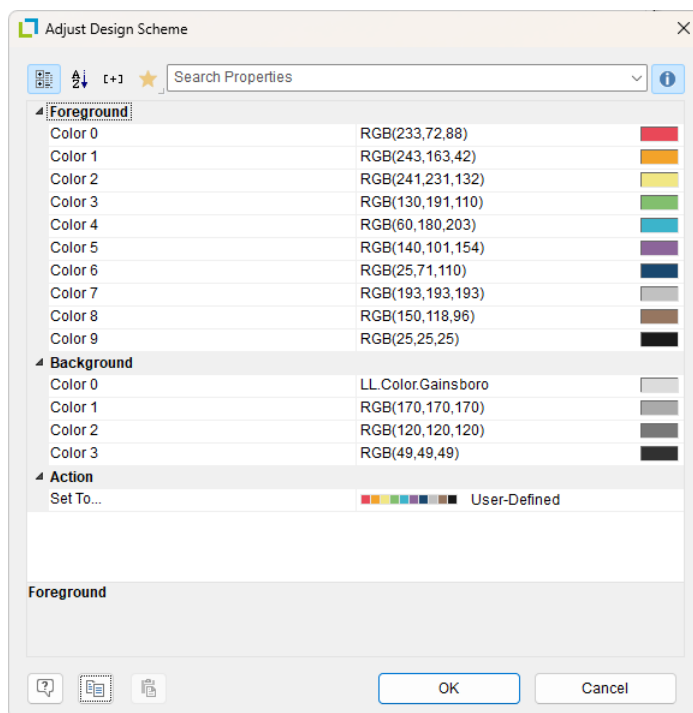 Adjust Design Scheme
Search Properties
Foreground
Color 0 RGB(233,72,88)
Color 1 RGB(243,163,42)
Color 2 RGB(241,231,132)
Color 3 RGB(130,191,110)
Color 4 RGB(60,180,203)
Color 5 RGB(140,101,154)
Color 6 RGB(25,71,110)
Color 7 RGB(193,193,193)
Color 8 RGB(150,118,96)
Color 9 RGB(25,25,25)
Background
Color 0 LL.Color.Gainsboro
Color 1 RGB(170,170,170)
Color 2 RGB(120,120,120)
Color 3 RGB(49,49,49)
Action
Set To... User-Defined
Foreground
OK Cancel